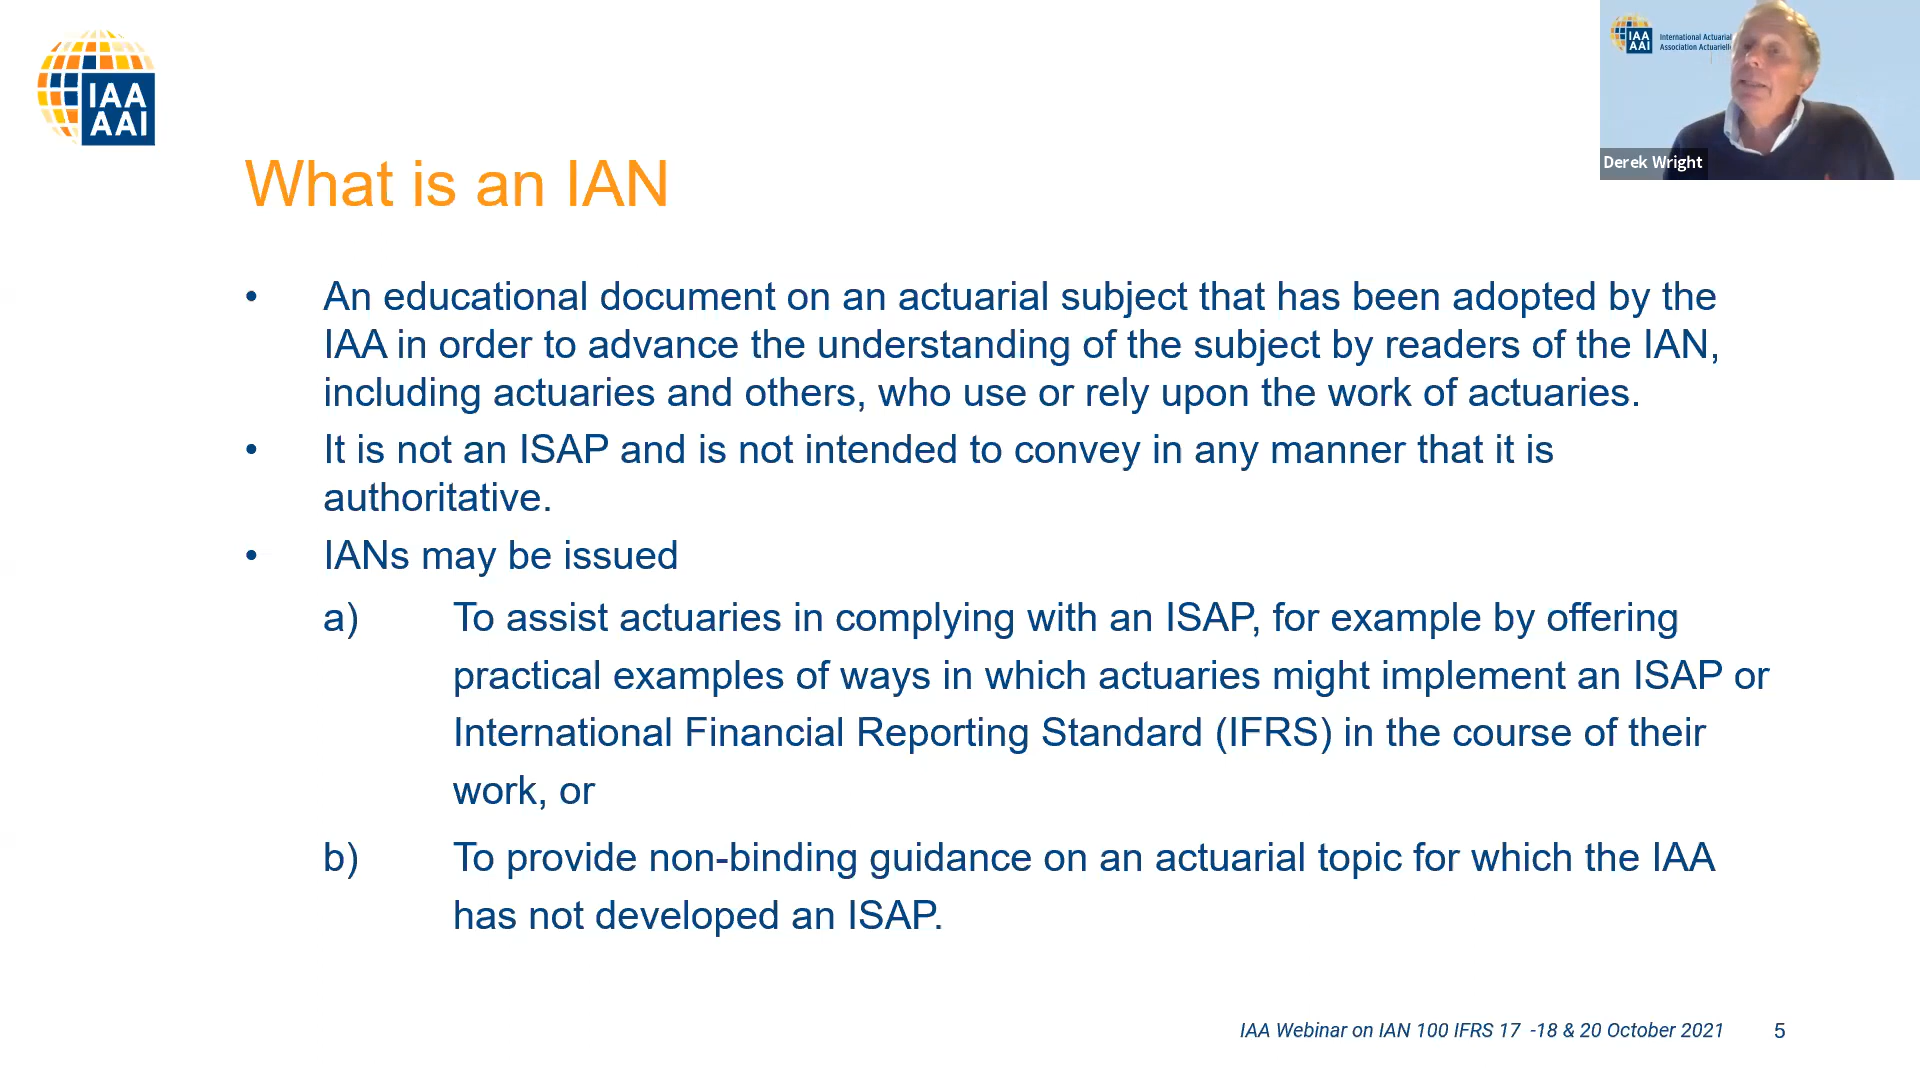 IAA
AAI
IAA
AAI
International Actuarial
Association Actuariell
Derek Wright
What is an IAN
• An educational document on an actuarial subject that has been adopted by the
IAA in order to advance the understanding of the subject by readers of the IAN,
including actuaries and others, who use or rely upon the work of actuaries.
• It is not an ISAP and is not intended to convey in any manner that it is
authoritative.
• IANs may be issued
a) To assist actuaries in complying with an ISAP, for example by offering
practical examples of ways in which actuaries might implement an ISAP or
International Financial Reporting Standard (IFRS) in the course of their
work, or
b) To provide non-binding guidance on an actuarial topic for which the IAA
has not developed an ISAP.
IAA Webinar on IAN 100 IFRS 17 -18 & 20 October 2021 5